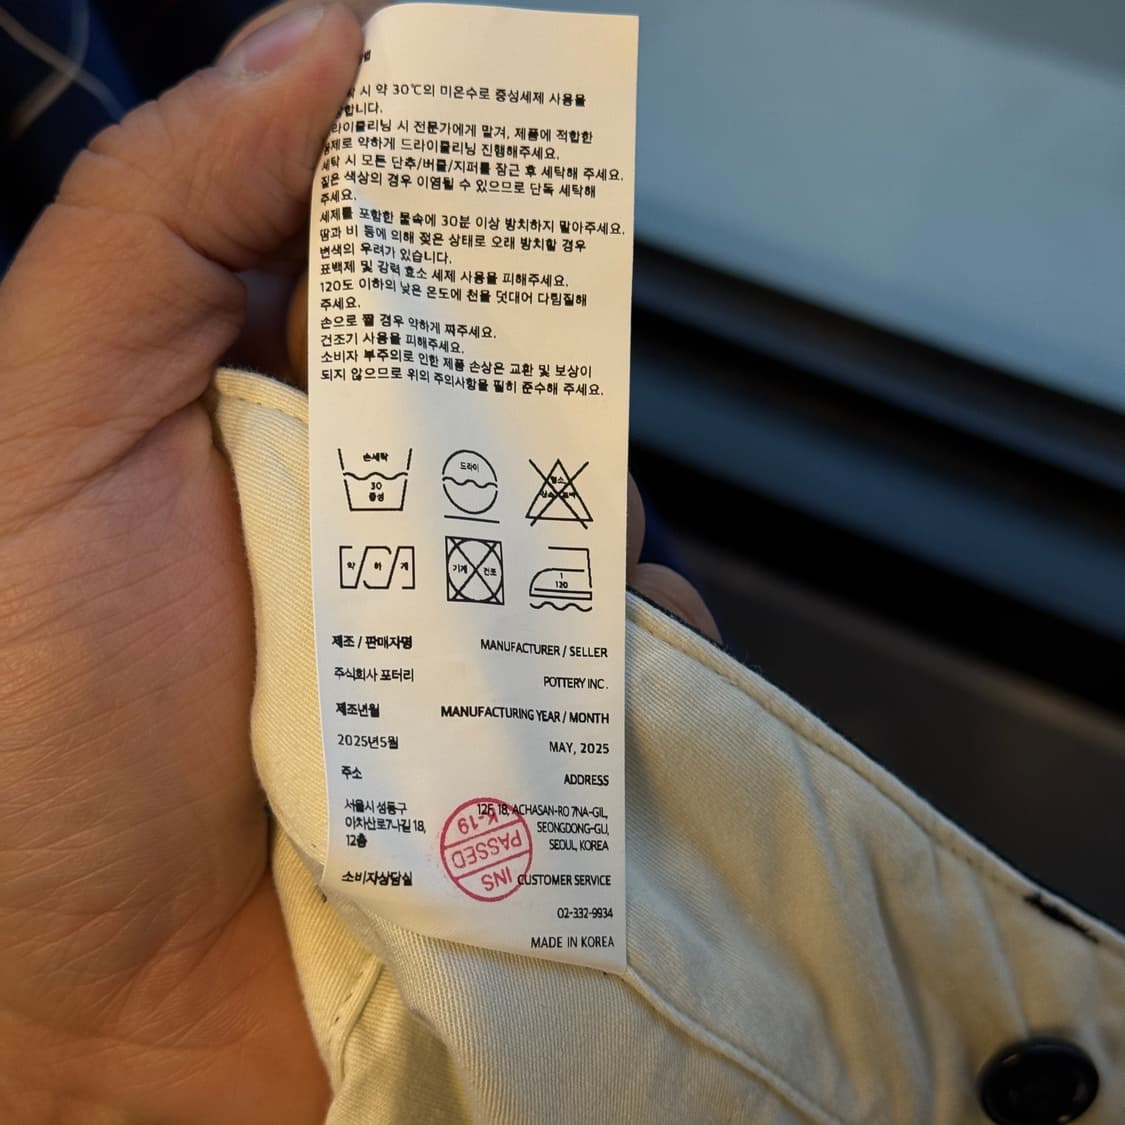 시 약 30℃의 미온수로 중성세제 사용을
합니다.
드라이클리닝 시 전문가에게 맡겨, 제품에 적합한
용제로 약하게 드라이클리닝 진행해주세요.
세탁 시 모든 단추/버클/지퍼를 잠근 후 세탁해 주세요.
짙은 색상의 경우 이염될 수 있으므로 단독 세탁해
주세요.
세제를 포함한 물속에 30분 이상 방치하지 말아주세요.
땀과 비 등에 의해 젖은 상태로 오래 방치할 경우
변색의 우려가 있습니다.
표백제 및 강력 효소 세제 사용을 피해주세요.
120도 이하의 낮은 온도에 천을 덧대어 다림질해
주세요.
손으로 짤 경우 약하게 짜주세요.
건조기 사용을 피해주세요.
소비자 부주의로 인한 제품 손상은 교환 및 보상이
되지 않으므로 위의 주의사항을 필히 준수해 주세요.
손세탁
30
중성
드라이
염소
약 하 게
기계 건조
1
120
제조 / 판매자명 MANUFACTURER / SELLER
주식회사 포터리 POTTERY INC.
제조년월 MANUFACTURING YEAR / MONTH
2025년5월 MAY, 2025
주소 ADDRESS
서울시 성동구 12F, 18, ACHASAN-RO 7NA-GIL,
아차산로7나길 18, SEONGDONG-GU,
12층 SEOUL, KOREA
소비자상담실 CUSTOMER SERVICE
02-332-9934
MADE IN KOREA
INS
PASSED
K-19